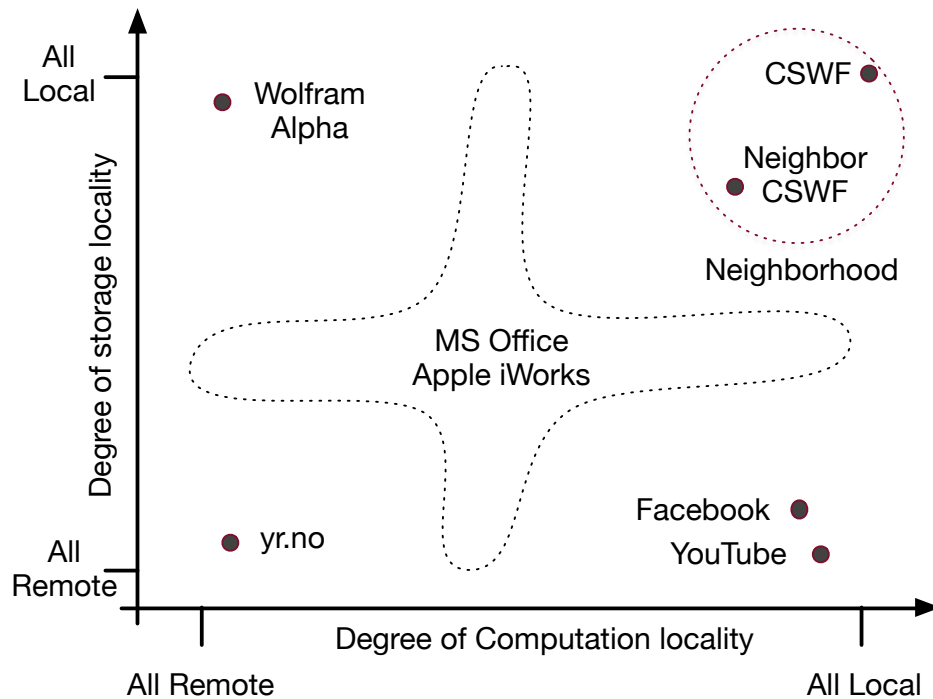 All
Local
Wolfram
Alpha
CSWF
Neighbor
CSWF
Neighborhood
Degree of storage locality
MS Office
Apple iWorks
Facebook
YouTube
yr.no
All
Remote
Degree of Computation locality
All Remote
All Local